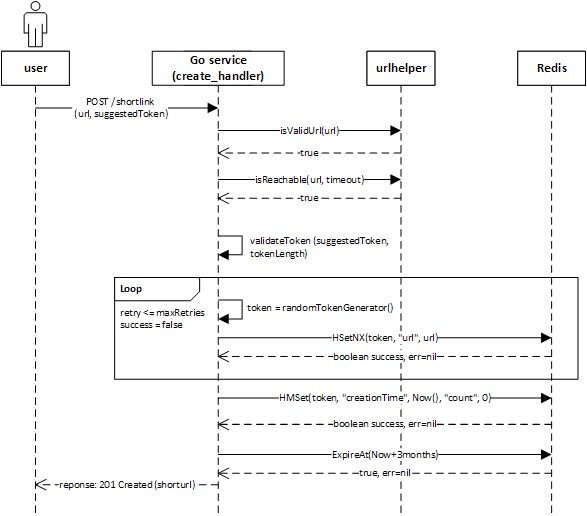 user
Go service
(create_handler)
urlhelper
Redis
POST /shortlink
(url, suggestedToken)
isValidUrl(url)
true
isReachable(url, timeout)
true
validateToken (suggestedToken,
tokenLength)
Loop
retry <= maxRetries
success = false
token = randomTokenGenerator()
HSetNX(token, "url", url)
boolean success, err=nil
HMSet(token, "creationTime", Now(), "count", 0)
boolean success, err=nil
ExpireAt(Now+3months)
true, err=nil
reponse: 201 Created (shorturl)